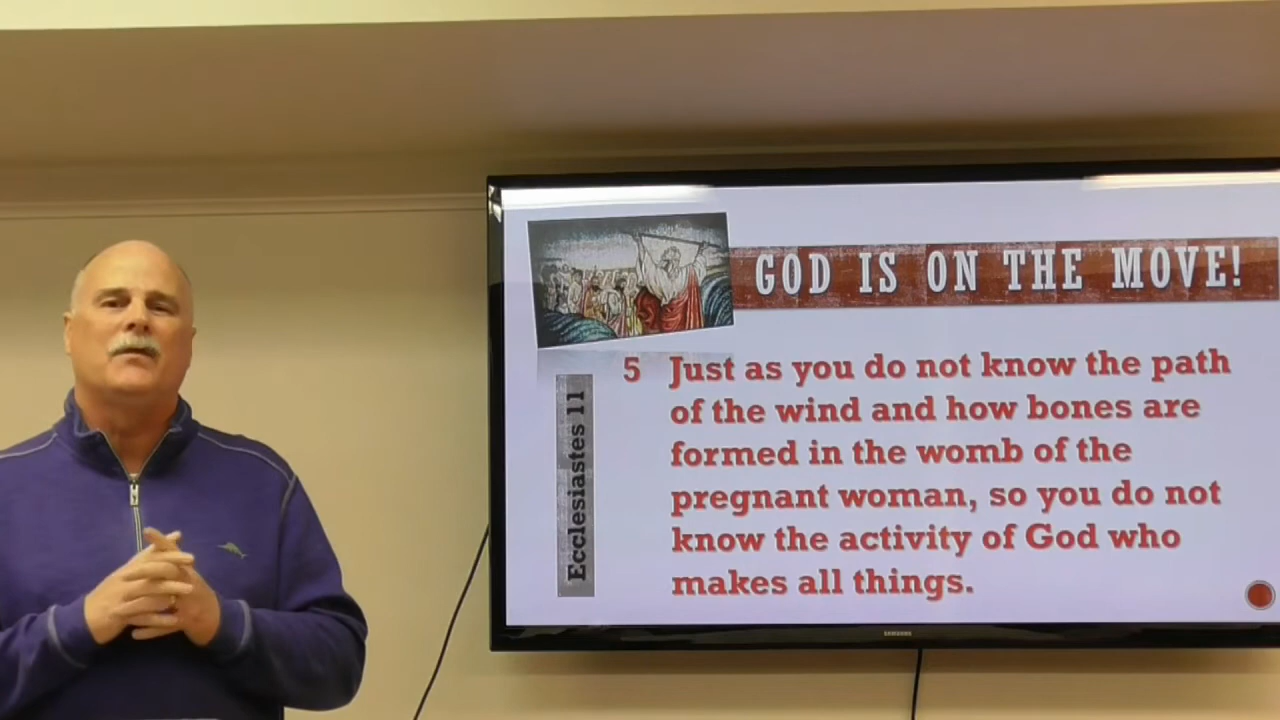 GOD IS ON THE MOVE!
Ecclesiastes 11
5 Just as you do not know the path
of the wind and how bones are
formed in the womb of the
pregnant woman, so you do not
know the activity of God who
makes all things.
SAMSUNG